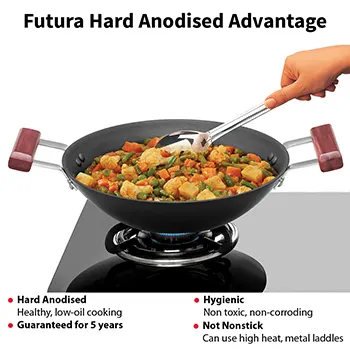 Futura Hard Anodised Advantage
• Hard Anodised
Healthy, low-oil cooking
• Guaranteed for 5 years
• Hygienic
Non toxic, non-corroding
• Not Nonstick
Can use high heat, metal laddles